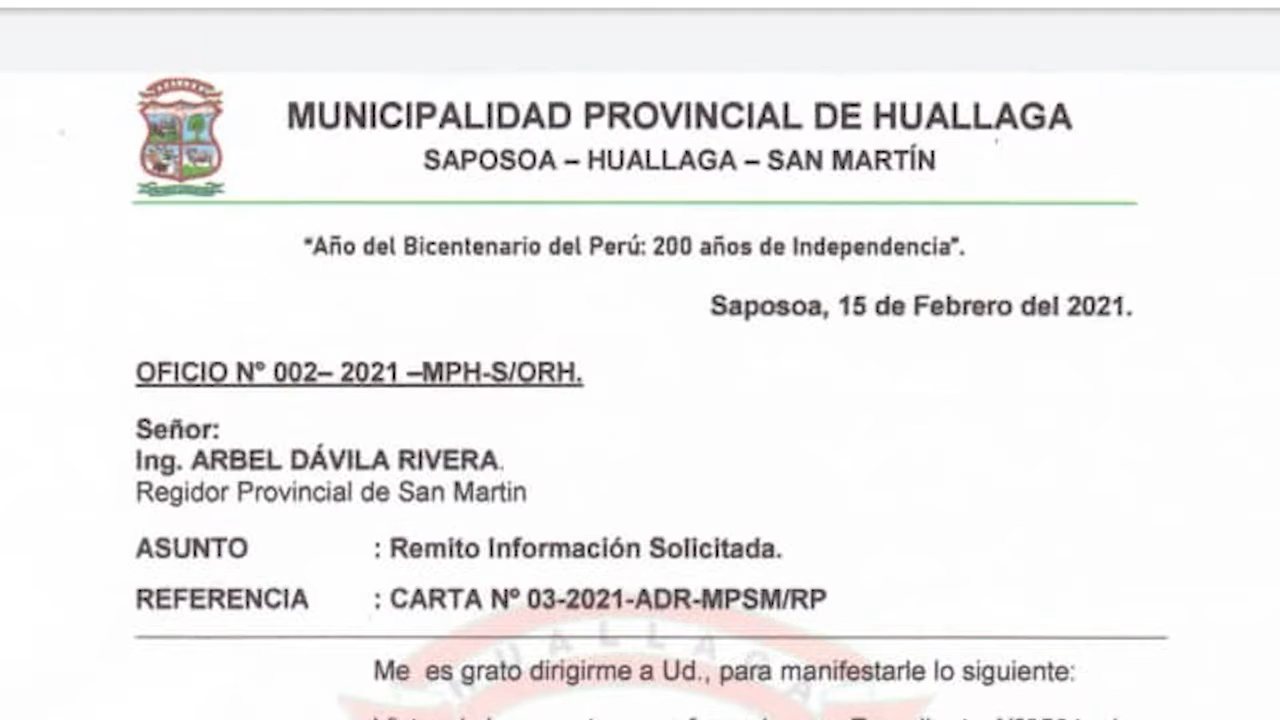 MUNICIPALIDAD PROVINCIAL DE HUALLAGA
SAPOSOA – HUALLAGA – SAN MARTÍN
"Año del Bicentenario del Perú: 200 años de Independencia".
Saposoa, 15 de Febrero del 2021.
OFICIO N° 002– 2021 –MPH-S/ORH.
Señor:
Ing. ARBEL DÁVILA RIVERA.
Regidor Provincial de San Martin
ASUNTO : Remito Información Solicitada.
REFERENCIA : CARTA Nº 03-2021-ADR-MPSM/RP
HUALLAGA
Me es grato dirigirme a Ud., para manifestarle lo siguiente: